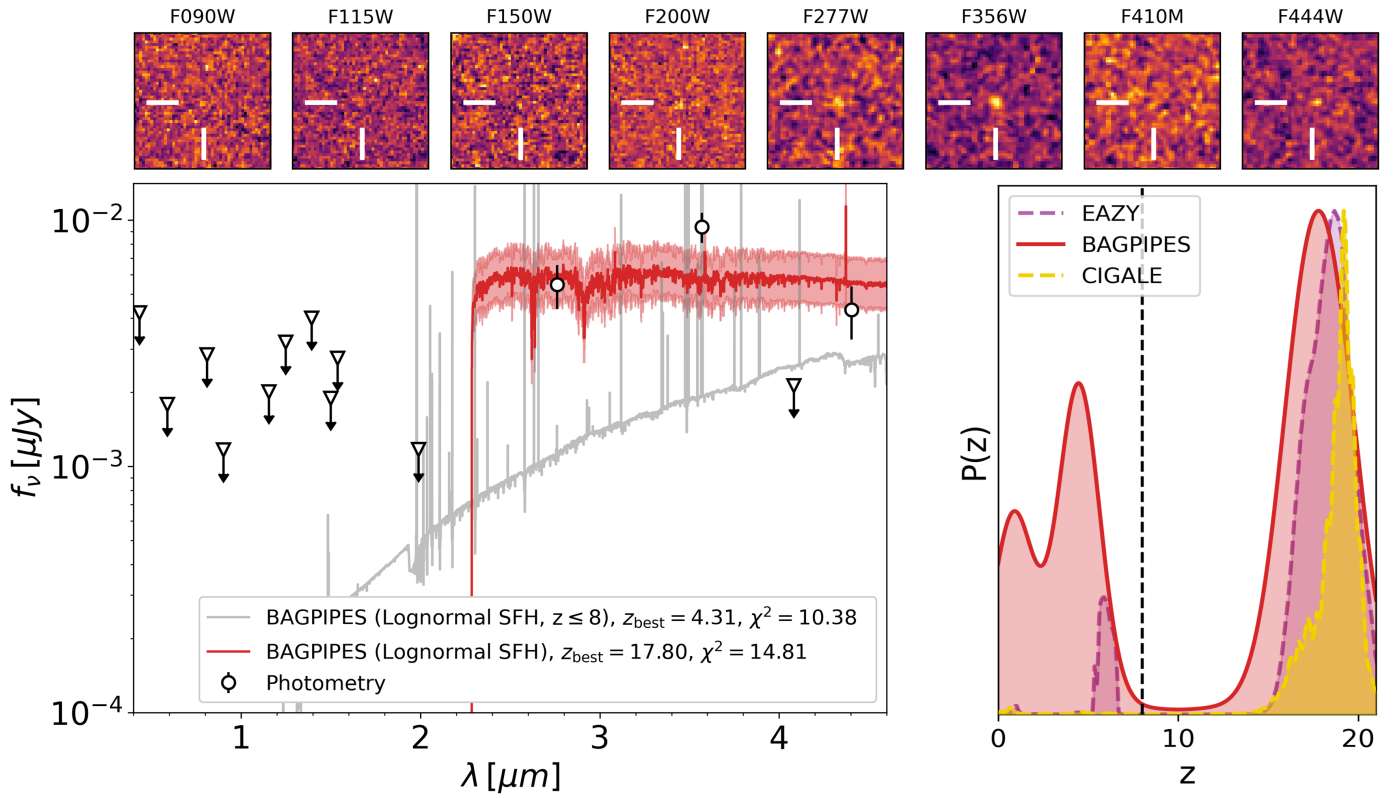 F090W F115W F150W F200W F277W F356W F410M F444W
10⁻²
10⁻³
10⁻⁴
f_ν [μJy]
BAGPIPES (Lognormal SFH, z ≤ 8), z_best = 4.31, χ² = 10.38
BAGPIPES (Lognormal SFH), z_best = 17.80, χ² = 14.81
Photometry
1 2 3 4
λ [μm]
EAZY
BAGPIPES
CIGALE
P(z)
0 10 20
z